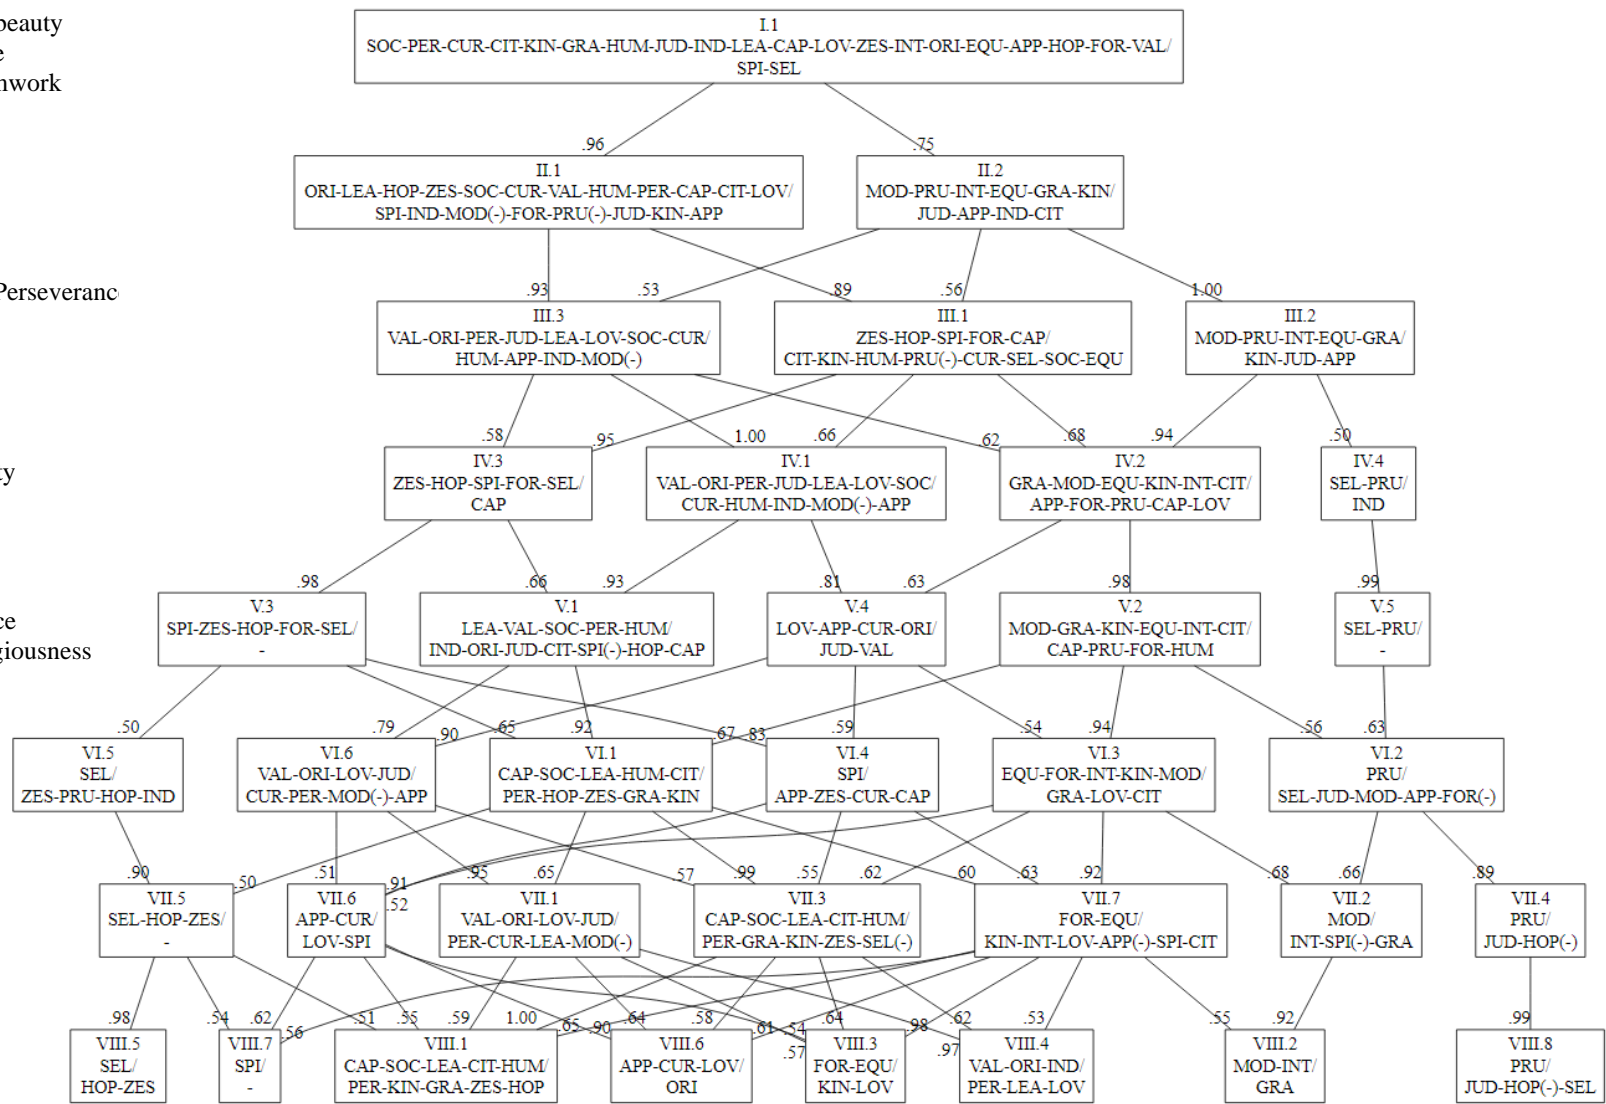 beauty
e
nwork
Perseveranc
ty
ce
giousness
I.1
SOC-PER-CUR-CIT-KIN-GRA-HUM-JUD-IND-LEA-CAP-LOV-ZES-INT-ORI-EQU-APP-HOP-FOR-VAL/
SPI-SEL
.96 .75
II.1
ORI-LEA-HOP-ZES-SOC-CUR-VAL-HUM-PER-CAP-CIT-LOV/
SPI-IND-MOD(-)-FOR-PRU(-)-JUD-KIN-APP
II.2
MOD-PRU-INT-EQU-GRA-KIN/
JUD-APP-IND-CIT
.93 .53 .89 .56 1.00
III.3
VAL-ORI-PER-JUD-LEA-LOV-SOC-CUR/
HUM-APP-IND-MOD(-)
III.1
ZES-HOP-SPI-FOR-CAP/
CIT-KIN-HUM-PRU(-)-CUR-SEL-SOC-EQU
III.2
MOD-PRU-INT-EQU-GRA/
KIN-JUD-APP
.58 .95 1.00 .66 .62 .68 .94 .50
IV.3
ZES-HOP-SPI-FOR-SEL/
CAP
IV.1
VAL-ORI-PER-JUD-LEA-LOV-SOC/
CUR-HUM-IND-MOD(-)-APP
IV.2
GRA-MOD-EQU-KIN-INT-CIT/
APP-FOR-PRU-CAP-LOV
IV.4
SEL-PRU/
IND
.98 .66 .93 .81 .63 .98 .99
V.3
SPI-ZES-HOP-FOR-SEL/
-
V.1
LEA-VAL-SOC-PER-HUM/
IND-ORI-JUD-CIT-SPI(-)-HOP-CAP
V.4
LOV-APP-CUR-ORI/
JUD-VAL
V.2
MOD-GRA-KIN-EQU-INT-CIT/
CAP-PRU-FOR-HUM
V.5
SEL-PRU/
-
.50 .79 .90 .65 .92 .67 .83 .59 .54 .94 .56 .63
VI.5
SEL/
ZES-PRU-HOP-IND
VI.6
VAL-ORI-LOV-JUD/
CUR-PER-MOD(-)-APP
VI.1
CAP-SOC-LEA-HUM-CIT/
PER-HOP-ZES-GRA-KIN
VI.4
SPI/
APP-ZES-CUR-CAP
VI.3
EQU-FOR-INT-KIN-MOD/
GRA-LOV-CIT
VI.2
PRU/
SEL-JUD-MOD-APP-FOR(-)
.90 .50 .51 .91 .52 .95 .65 .57 .99 .55 .62 .60 .63 .92 .68 .66 .89
VII.5
SEL-HOP-ZES/
-
VII.6
APP-CUR/
LOV-SPI
VII.1
VAL-ORI-LOV-JUD/
PER-CUR-LEA-MOD(-)
VII.3
CAP-SOC-LEA-CIT-HUM/
PER-GRA-KIN-ZES-SEL(-)
VII.7
FOR-EQU/
KIN-INT-LOV-APP(-)-SPI-CIT
VII.2
MOD/
INT-SPI(-)-GRA
VII.4
PRU/
JUD-HOP(-)
.98 .54 .62 .56 .51 .55 .59 1.00 .65 .90 .64 .58 .61 .54 .57 .64 .98 .97 .62 .53 .55 .92 .99
VIII.5
SEL/
HOP-ZES
VIII.7
SPI/
-
VIII.1
CAP-SOC-LEA-CIT-HUM/
PER-KIN-GRA-ZES-HOP
VIII.6
APP-CUR-LOV/
ORI
VIII.3
FOR-EQU/
KIN-LOV
VIII.4
VAL-ORI-IND/
PER-LEA-LOV
VIII.2
MOD-INT/
GRA
VIII.8
PRU/
JUD-HOP(-)-SEL